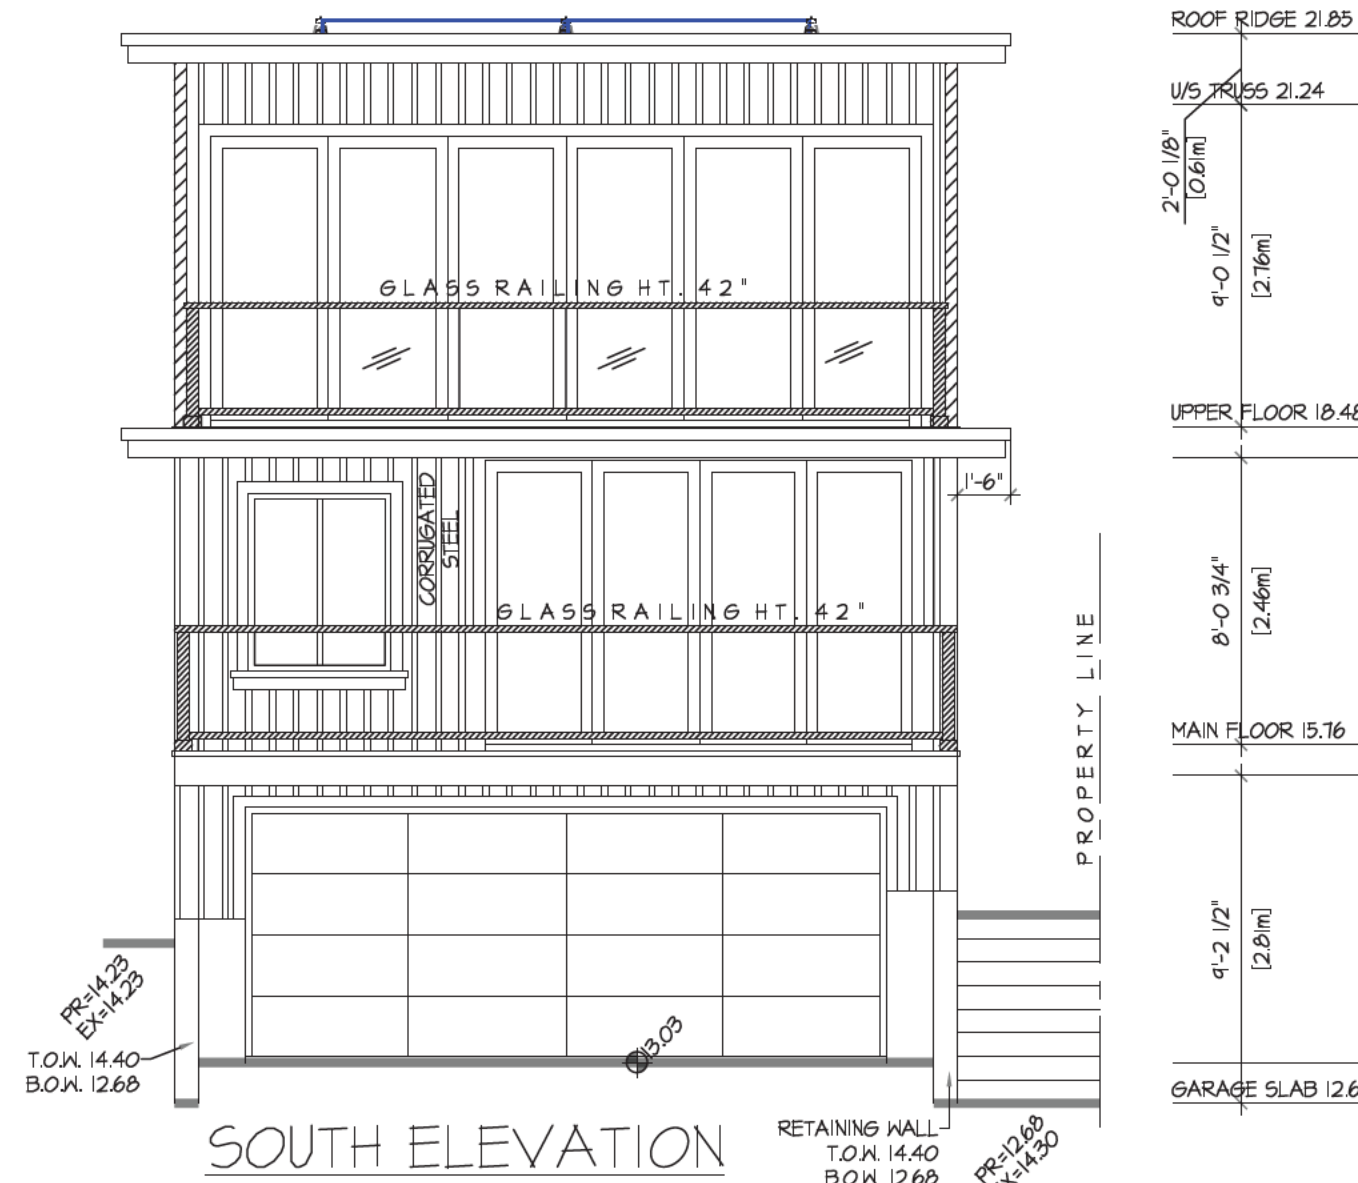 ROOF RIDGE 21.85
U/S TRUSS 21.24
2'-0 1/8"
[0.61m]
9'-0 1/2"
[2.76m]
GLASS RAILING HT. 42"
UPPER FLOOR 18.48
1'-6"
CORRUGATED
STEEL
8'-0 3/4"
[2.46m]
GLASS RAILING HT. 42"
PROPERTY LINE
MAIN FLOOR 15.76
9'-2 1/2"
[2.81m]
PR=14.23
EX=14.23
T.O.W. 14.40
B.O.W. 12.68
13.03
GARAGE SLAB 12.6
SOUTH ELEVATION
RETAINING WALL
T.O.W. 14.40
B.O.W. 12.68
PR=12.68
X=14.30